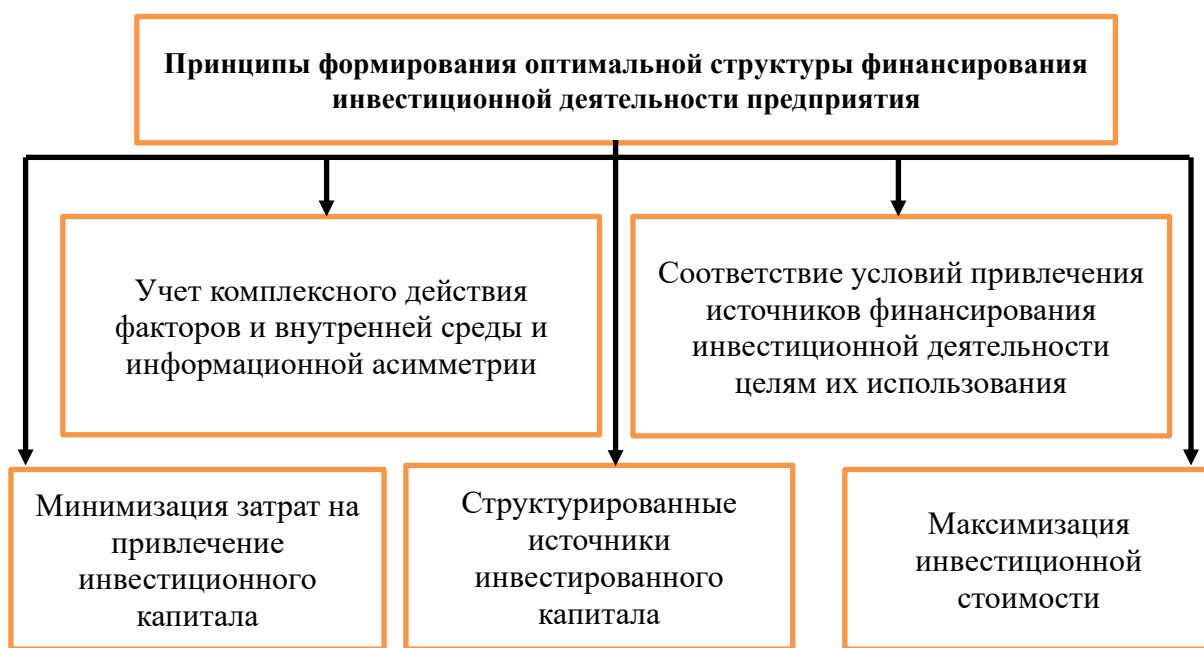 Принципы формирования оптимальной структуры финансирования
инвестиционной деятельности предприятия
Учет комплексного действия
факторов и внутренней среды и
информационной асимметрии
Соответствие условий привлечения
источников финансирования
инвестиционной деятельности
целям их использования
Минимизация затрат на
привлечение
инвестиционного
капитала
Структурированные
источники
инвестированного
капитала
Максимизация
инвестиционной
стоимости